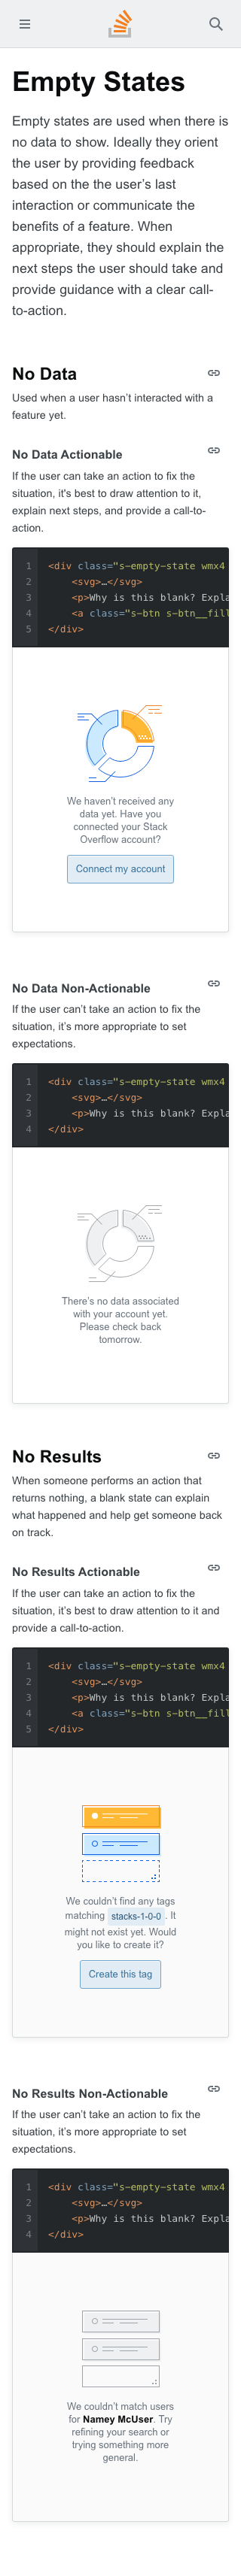 Empty States
Empty states are used when there is
no data to show. Ideally they orient
the user by providing feedback
based on the the user’s last
interaction or communicate the
benefits of a feature. When
appropriate, they should explain the
next steps the user should take and
provide guidance with a clear call-
to-action.
No Data
Used when a user hasn’t interacted with a
feature yet.
No Data Actionable
If the user can take an action to fix the
situation, it's best to draw attention to it,
explain next steps, and provide a call-to-
action.
1 <div class="s-empty-state wmx4
2 <svg>…</svg>
3 <p>Why is this blank? Expla
4 <a class="s-btn s-btn__fill
5 </div>
We haven’t received any
data yet. Have you
connected your Stack
Overflow account?
Connect my account
No Data Non-Actionable
If the user can’t take an action to fix the
situation, it’s more appropriate to set
expectations.
1 <div class="s-empty-state wmx4
2 <svg>…</svg>
3 <p>Why is this blank? Expla
4 </div>
There’s no data associated
with your account yet.
Please check back
tomorrow.
No Results
When someone performs an action that
returns nothing, a blank state can explain
what happened and help get someone back
on track.
No Results Actionable
If the user can take an action to fix the
situation, it’s best to draw attention to it and
provide a call-to-action.
1 <div class="s-empty-state wmx4
2 <svg>…</svg>
3 <p>Why is this blank? Expla
4 <a class="s-btn s-btn__fill
5 </div>
We couldn’t find any tags
matching stacks-1-0-0 . It
might not exist yet. Would
you like to create it?
Create this tag
No Results Non-Actionable
If the user can’t take an action to fix the
situation, it’s more appropriate to set
expectations.
1 <div class="s-empty-state wmx4
2 <svg>…</svg>
3 <p>Why is this blank? Expla
4 </div>
We couldn’t match users
for Namey McUser. Try
refining your search or
trying something more
general.